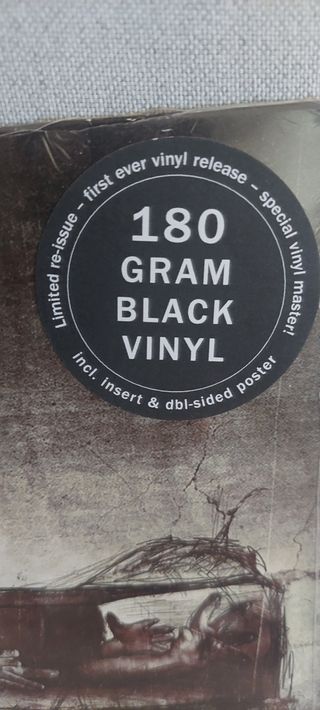 Limited re-issue – first ever vinyl release – special vinyl master!
180
GRAM
BLACK
VINYL
incl. insert & dbl-sided poster